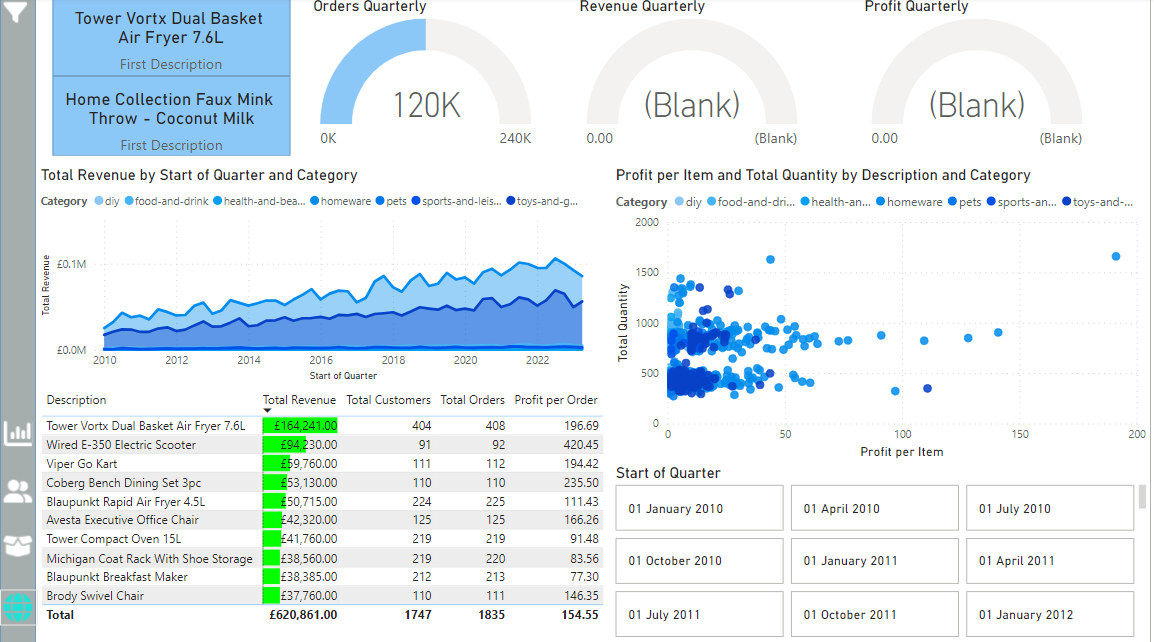 Tower Vortx Dual Basket
Air Fryer 7.6L
First Description
Home Collection Faux Mink
Throw - Coconut Milk
First Description
Orders Quarterly
120K
0K
240K
Revenue Quarterly
(Blank)
0.00
(Blank)
Profit Quarterly
(Blank)
0.00
(Blank)
Total Revenue by Start of Quarter and Category
Category diy food-and-drink health-and-bea... homeware pets sports-and-leis... toys-and-g...
Total Revenue
£0.1M
£0.0M
2010 2012 2014 2016 2018 2020 2022
Start of Quarter
Profit per Item and Total Quantity by Description and Category
Category diy food-and-dri... health-an... homeware pets sports-an... toys-and-...
Total Quantity
2000
1500
1000
500
0
0 50 100 150 200
Profit per Item
Description Total Revenue Total Customers Total Orders Profit per Order
Tower Vortx Dual Basket Air Fryer 7.6L £164,241.00 404 408 196.69
Wired E-350 Electric Scooter £94,230.00 91 92 420.45
Viper Go Kart £59,760.00 111 112 194.42
Coberg Bench Dining Set 3pc £53,130.00 110 110 235.50
Blaupunkt Rapid Air Fryer 4.5L £50,715.00 224 225 111.43
Avesta Executive Office Chair £42,320.00 125 125 166.26
Tower Compact Oven 15L £41,760.00 219 219 91.48
Michigan Coat Rack With Shoe Storage £38,560.00 219 220 83.56
Blaupunkt Breakfast Maker £38,385.00 212 213 77.30
Brody Swivel Chair £37,760.00 110 111 146.35
Total £620,861.00 1747 1835 154.55
Start of Quarter
01 January 2010 01 April 2010 01 July 2010
01 October 2010 01 January 2011 01 April 2011
01 July 2011 01 October 2011 01 January 2012